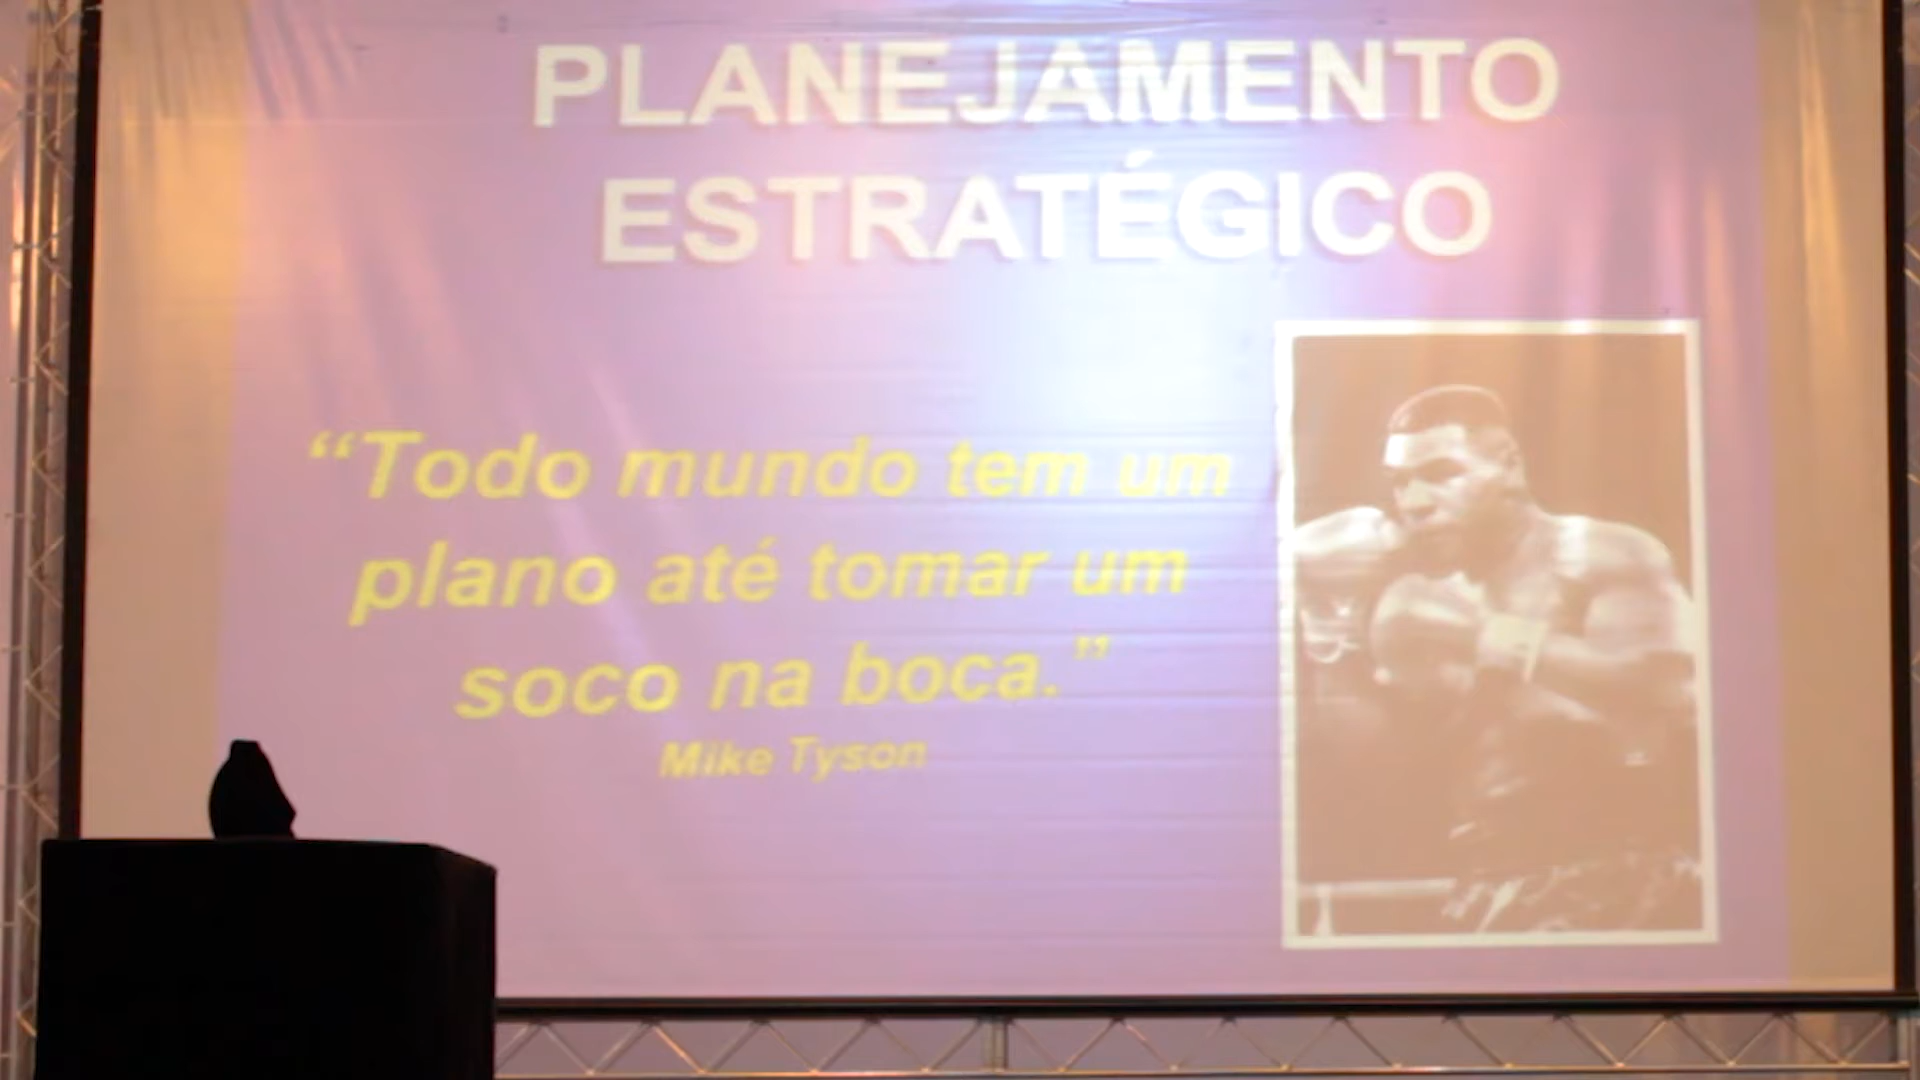 PLANEJAMENTO
ESTRATÉGICO
“Todo mundo tem um
plano até tomar um
soco na boca.”
Mike Tyson